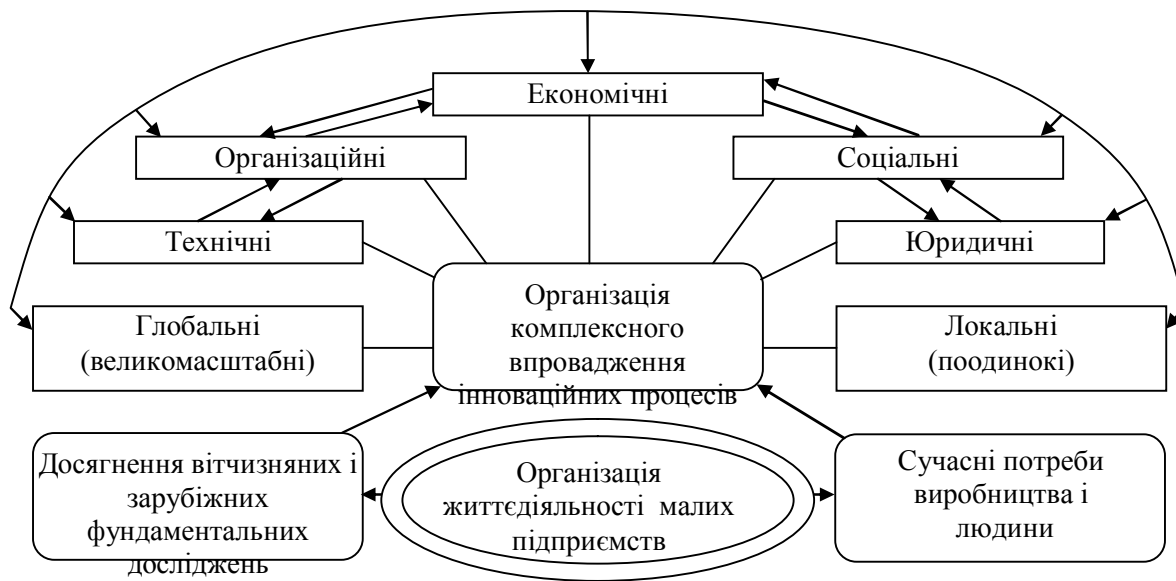 Економічні
Організаційні
Соціальні
Технічні
Юридичні
Організація
комплексного
впровадження
інноваційних процесів
Глобальні
(великомасштабні)
Локальні
(поодинокі)
Досягнення вітчизняних і
зарубіжних
фундаментальних
досліджень
Організація
життєдіяльності малих
підприємств
Сучасні потреби
виробництва і
людини